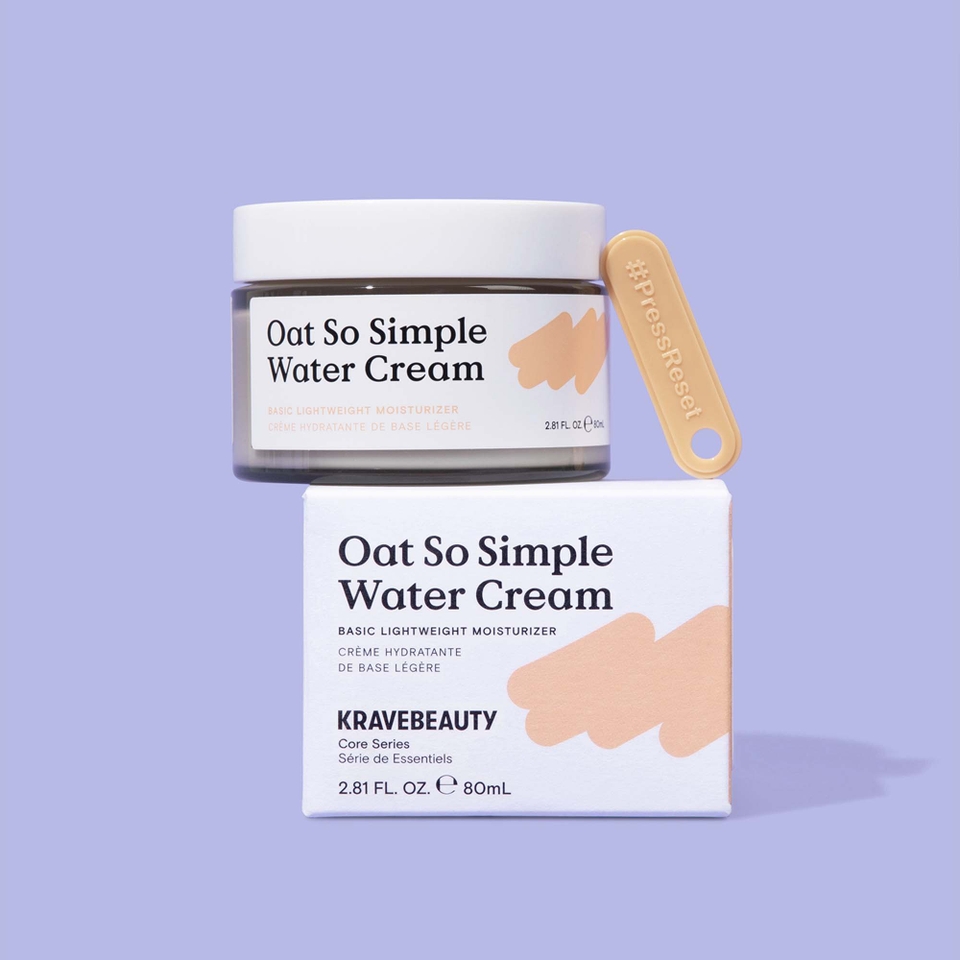 Oat So Simple
Water Cream
BASIC LIGHTWEIGHT MOISTURIZER
CRÈME HYDRATANTE DE BASE LÉGÈRE
2.81 FL. OZ. ℮ 80mL
#PressReset
Oat So Simple
Water Cream
BASIC LIGHTWEIGHT MOISTURIZER
CRÈME HYDRATANTE
DE BASE LÉGÈRE
KRAVEBEAUTY
Core Series
Série de Essentiels
2.81 FL. OZ. ℮ 80mL